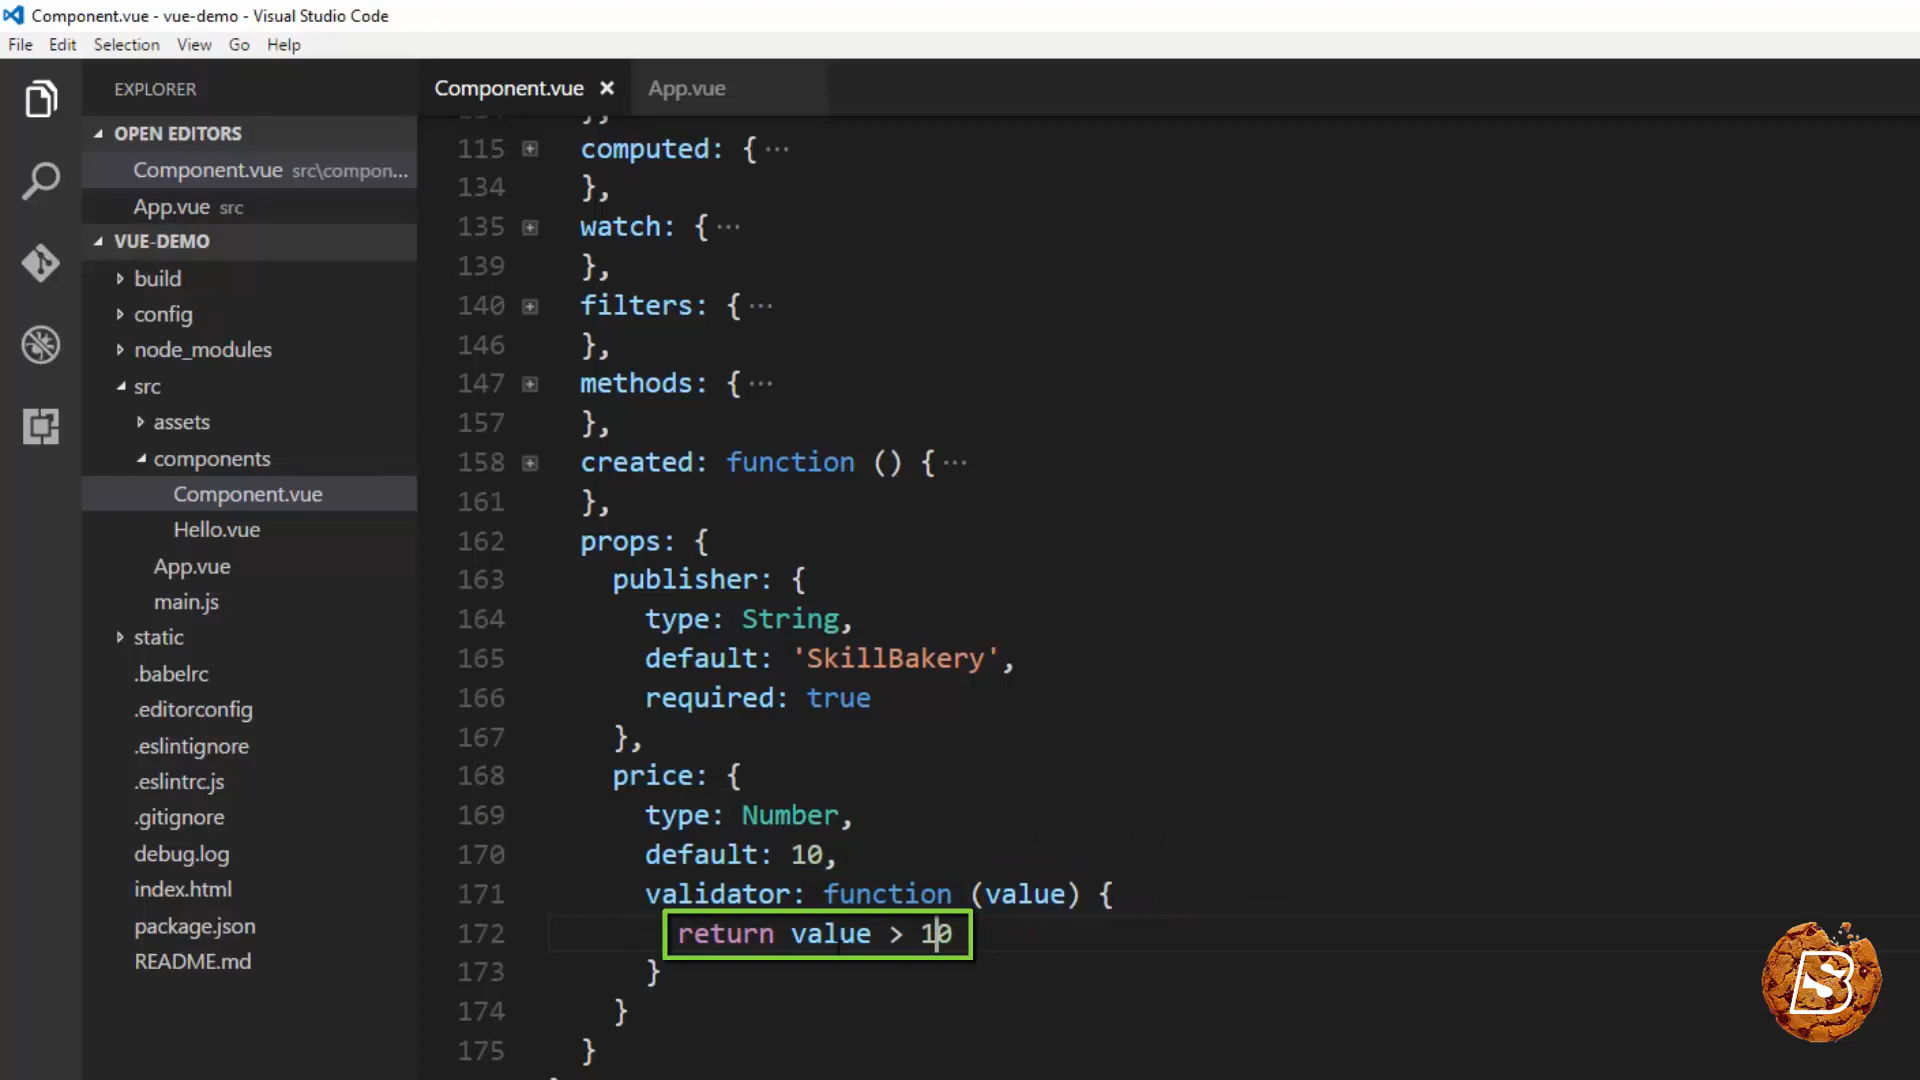 Component.vue - vue-demo - Visual Studio Code
File Edit Selection View Go Help
EXPLORER
OPEN EDITORS
Component.vue src\compon...
App.vue src
VUE-DEMO
build
config
node_modules
src
assets
components
Component.vue
Hello.vue
App.vue
main.js
static
.babelrc
.editorconfig
.eslintignore
.eslintrc.js
.gitignore
debug.log
index.html
package.json
README.md
Component.vue App.vue
115 computed: {...
134 },
135 watch: {...
139 },
140 filters: {...
146 },
147 methods: {...
157 },
158 created: function () {...
161 },
162 props: {
163 publisher: {
164 type: String,
165 default: 'SkillBakery',
166 required: true
167 },
168 price: {
169 type: Number,
170 default: 10,
171 validator: function (value) {
172 return value > 10
173 }
174 }
175 }